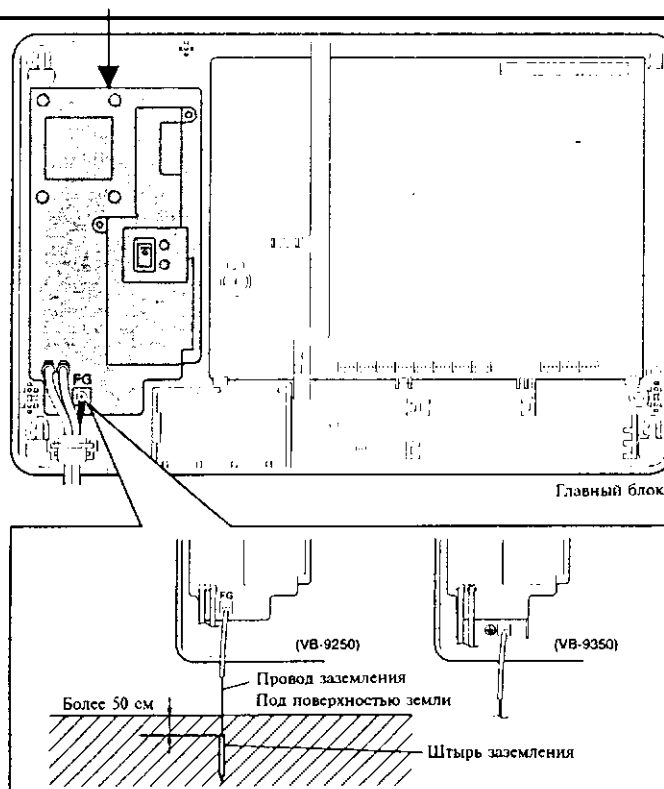 FG
Главный блок
FG
(VB-9250)
(VB-9350)
Провод заземления
Более 50 см
Под поверхностью земли
Штырь заземления